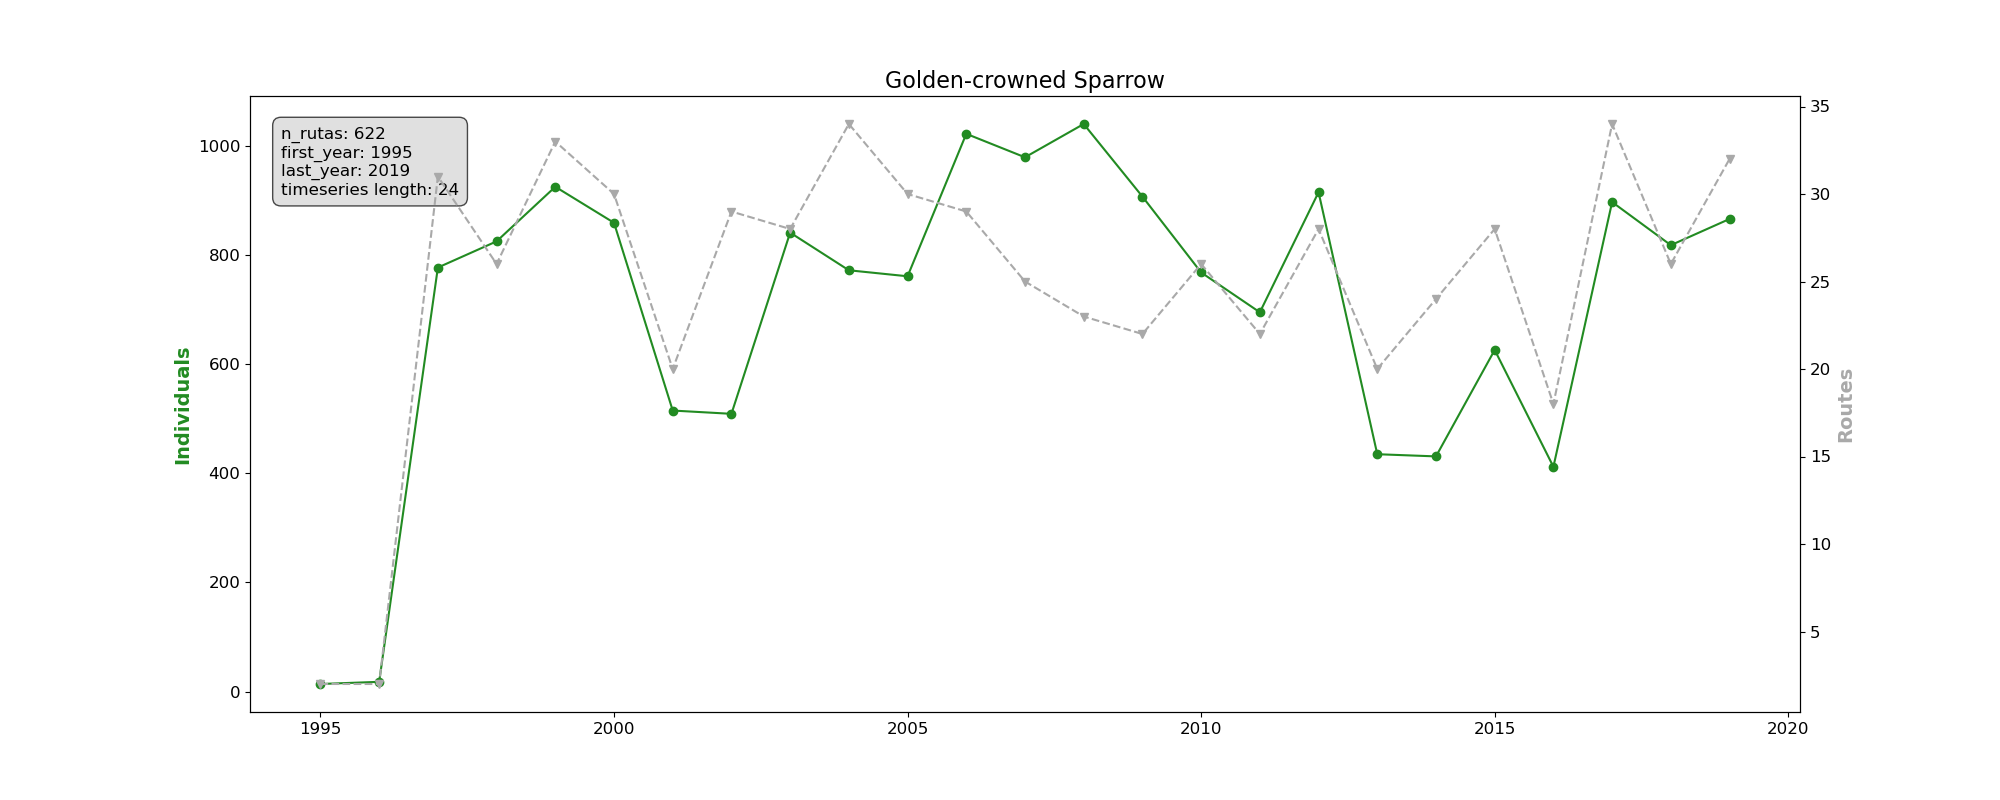 Golden-crowned Sparrow
n_rutas: 622
first_year: 1995
last_year: 2019
timeseries length: 24
1000
800
600
400
200
0
Individuals
35
30
25
20
15
10
5
Routes
1995 2000 2005 2010 2015 2020